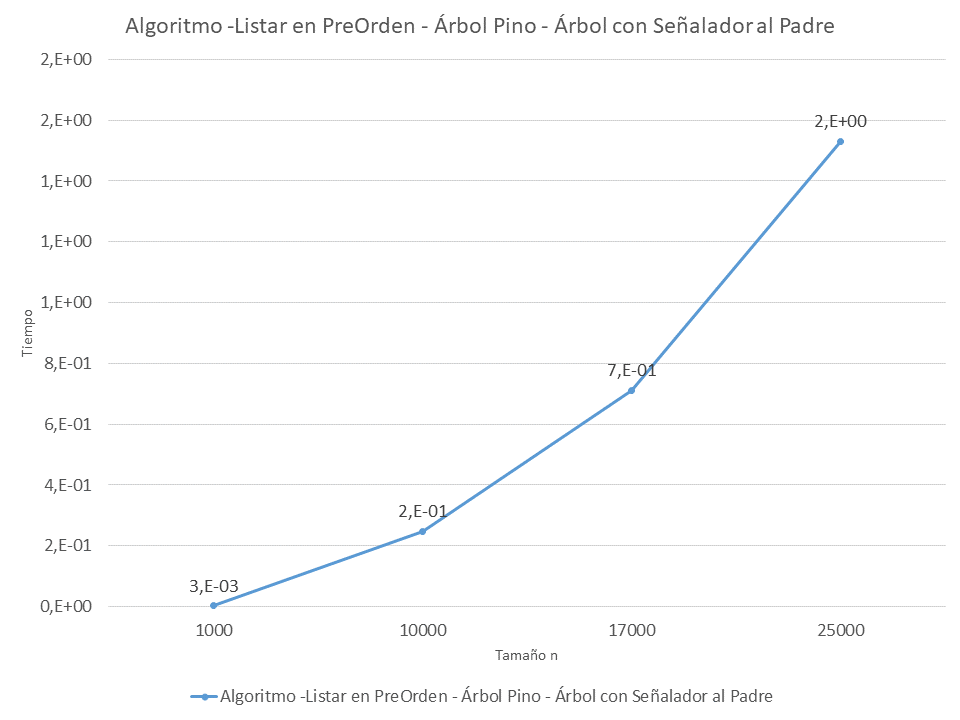 Algoritmo -Listar en PreOrden - Árbol Pino - Árbol con Señalador al Padre
2,E+00
2,E+00
1,E+00
1,E+00
1,E+00
8,E-01
6,E-01
4,E-01
2,E-01
0,E+00
Tiempo
3,E-03
2,E-01
7,E-01
2,E+00
1000
10000
17000
25000
Tamaño n
Algoritmo -Listar en PreOrden - Árbol Pino - Árbol con Señalador al Padre